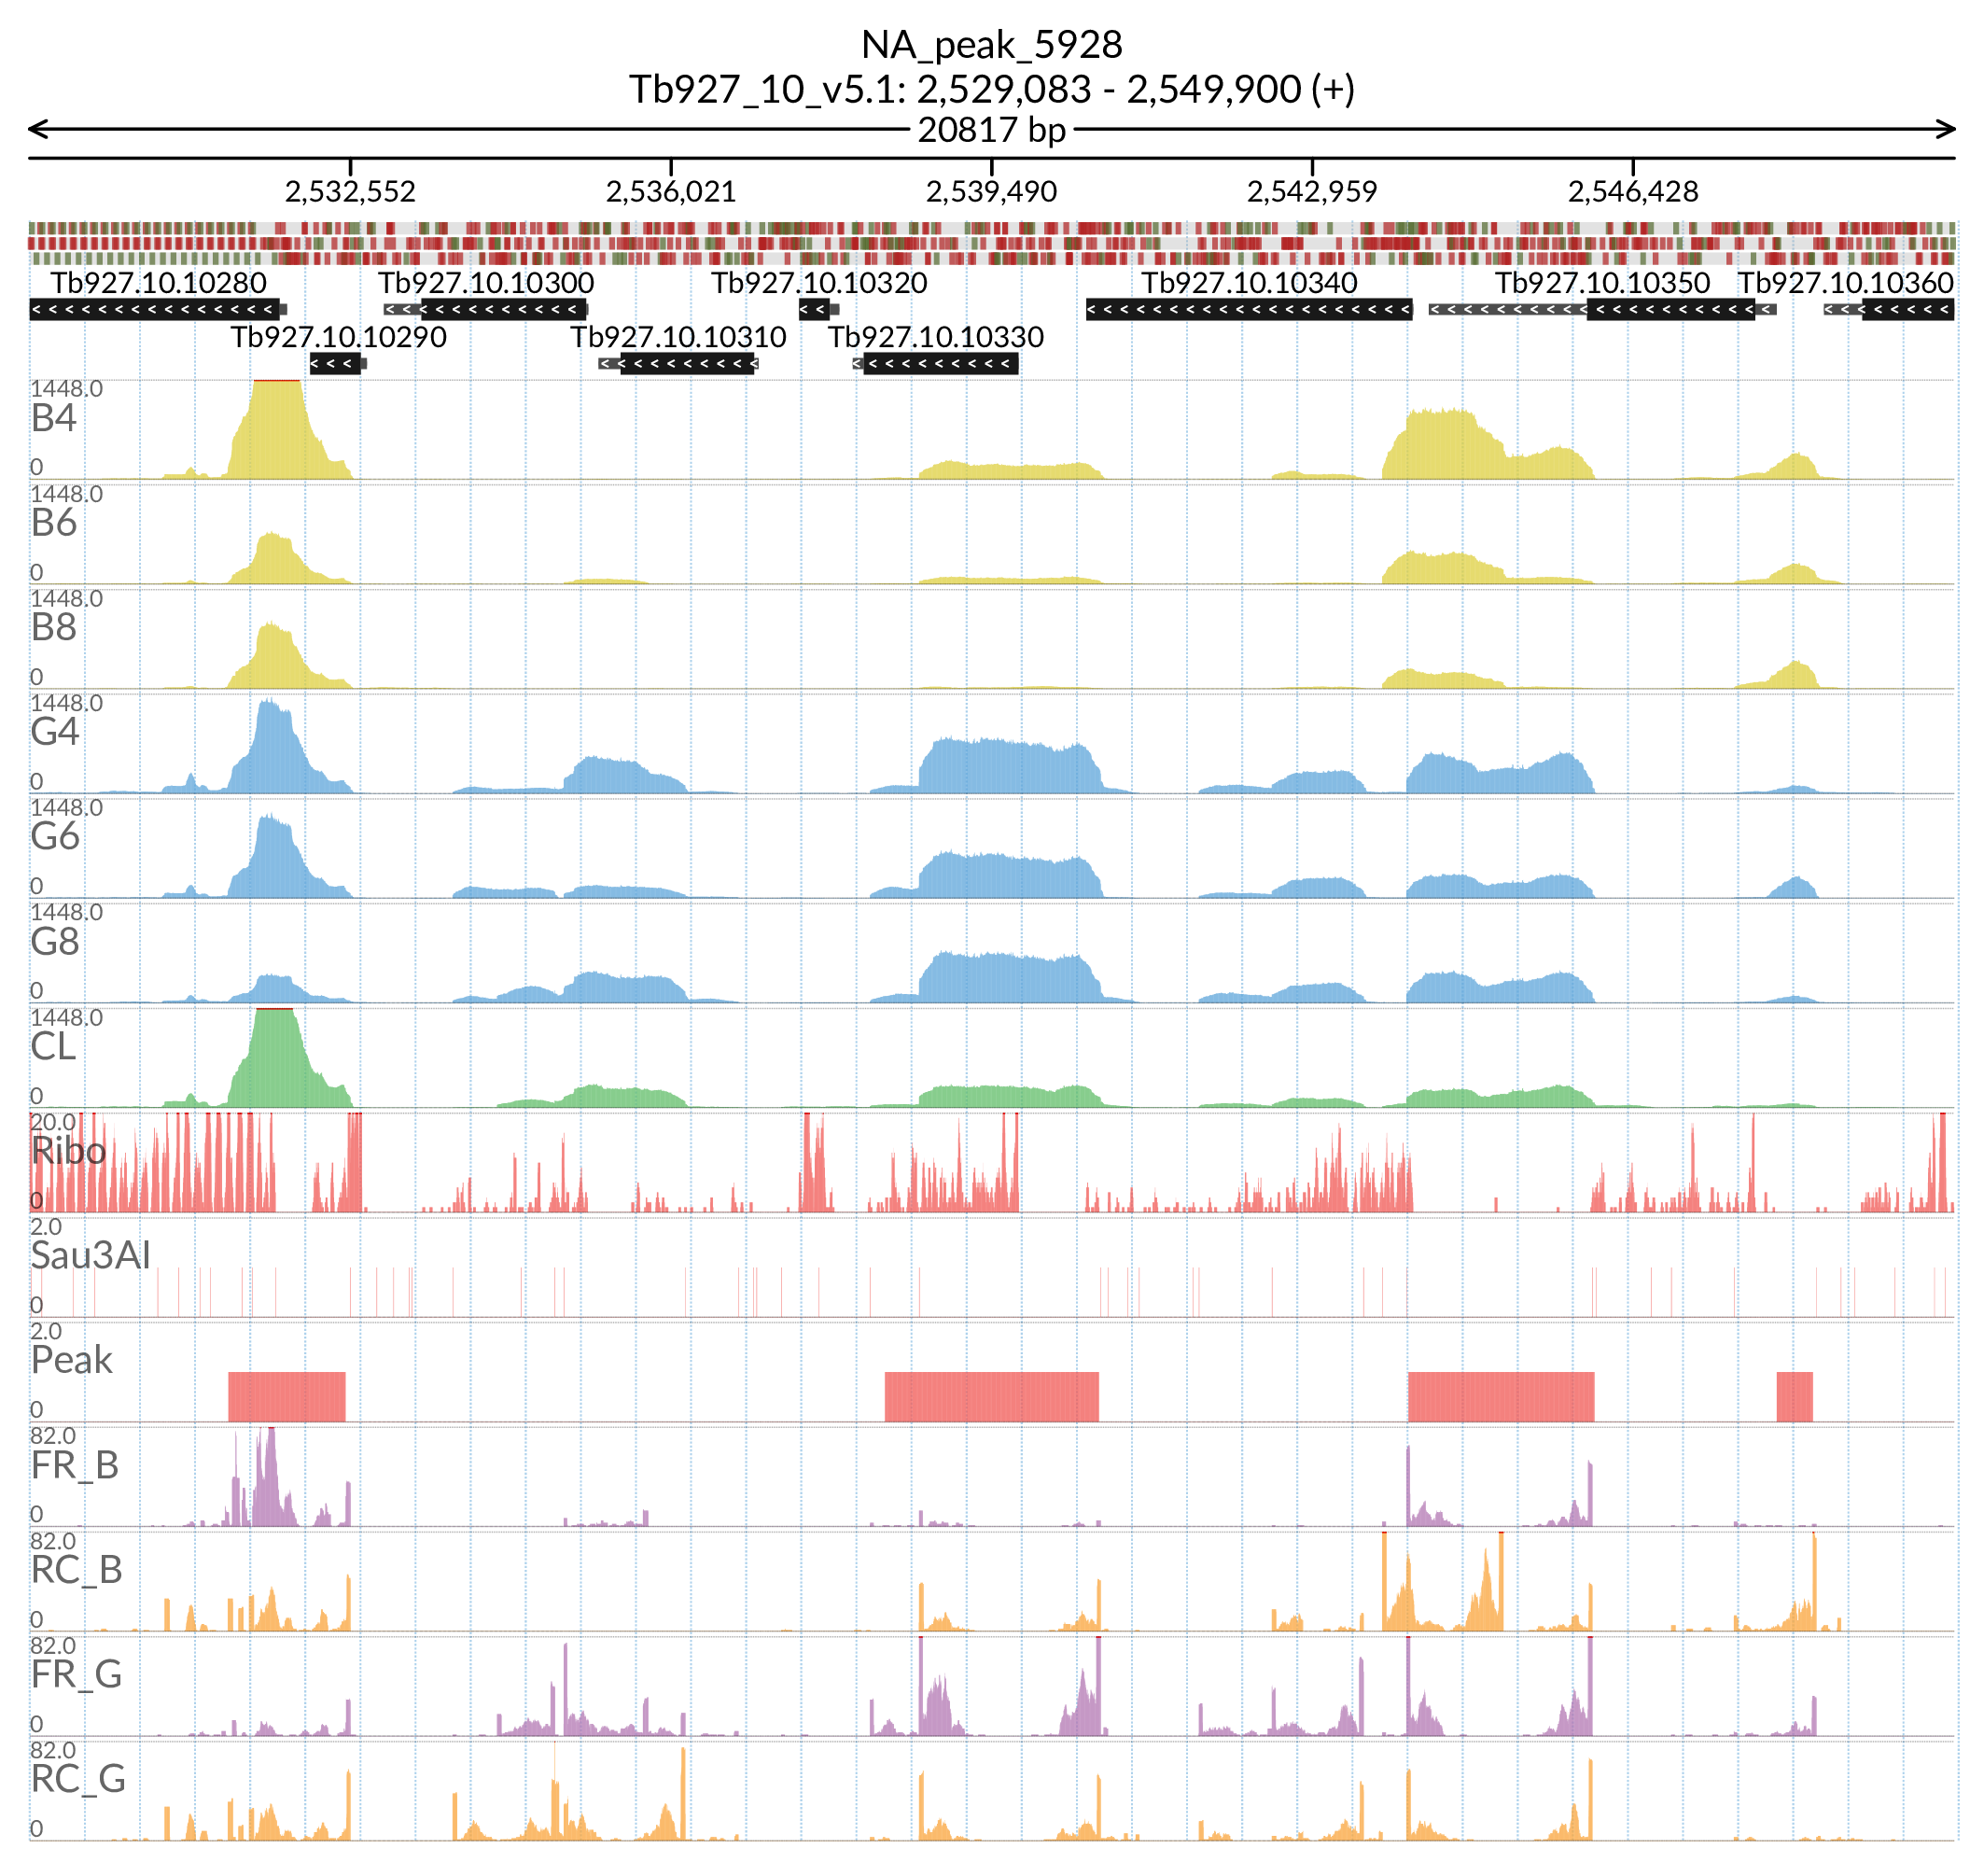 NA_peak_5928
Tb927_10_v5.1: 2,529,083 - 2,549,900 (+)
20817 bp
2,532,552 2,536,021 2,539,490 2,542,959 2,546,428
Tb927.10.10280 Tb927.10.10300 Tb927.10.10320 Tb927.10.10340 Tb927.10.10350 Tb927.10.10360
Tb927.10.10290 Tb927.10.10310 Tb927.10.10330
1448.0
B4
0
1448.0
B6
0
1448.0
B8
0
1448.0
G4
0
1448.0
G6
0
1448.0
G8
0
1448.0
CL
0
20.0
Ribo
0
2.0
Sau3AI
0
2.0
Peak
0
82.0
FR_B
0
82.0
RC_B
0
82.0
FR_G
0
82.0
RC_G
0